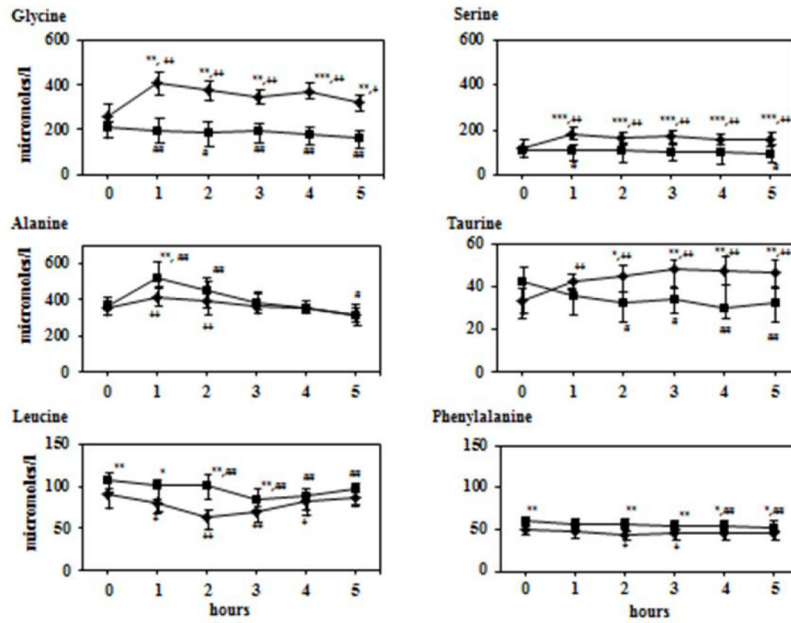 Glycine
600
400
200
0
micromoles/l
**,‡‡ **,‡‡ **,‡‡ ***,‡‡ **,‡
## # ## ## ##
0 1 2 3 4 5
Serine
600
400
200
0
***,‡‡ ***,‡‡ ***,‡‡ ***,‡‡ ***,‡‡
# #
0 1 2 3 4 5
Alanine
600
400
200
0
micromoles/l
**, ## ## #
‡‡ ‡‡
0 1 2 3 4 5
Taurine
60
40
20
0
‡‡ *,‡‡ **,‡‡ **,‡‡ **,‡‡
# # ## ##
0 1 2 3 4 5
Leucine
150
100
50
0
micromoles/l
** * **,## **,## ## ##
‡ ‡‡ ‡‡ ‡
0 1 2 3 4 5
hours
Phenylalanine
150
100
50
0
** ** ** *,## *,##
‡ ‡
0 1 2 3 4 5
hours